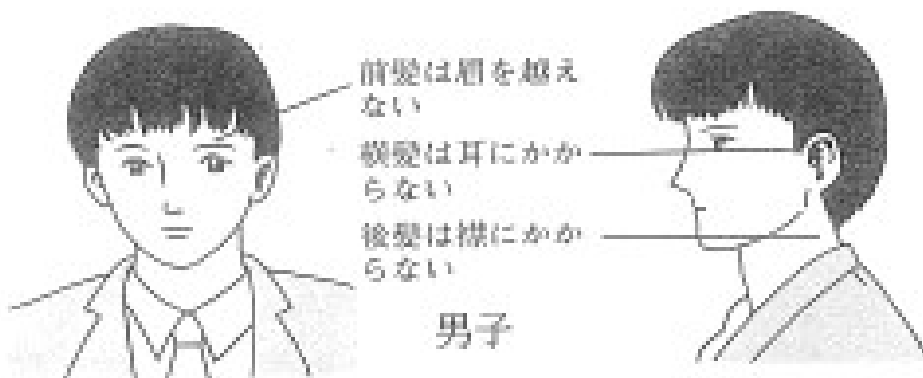 前髪は眉を越え
ない
横髪は耳にかか
らない
後髪は襟にかか
らない
男子